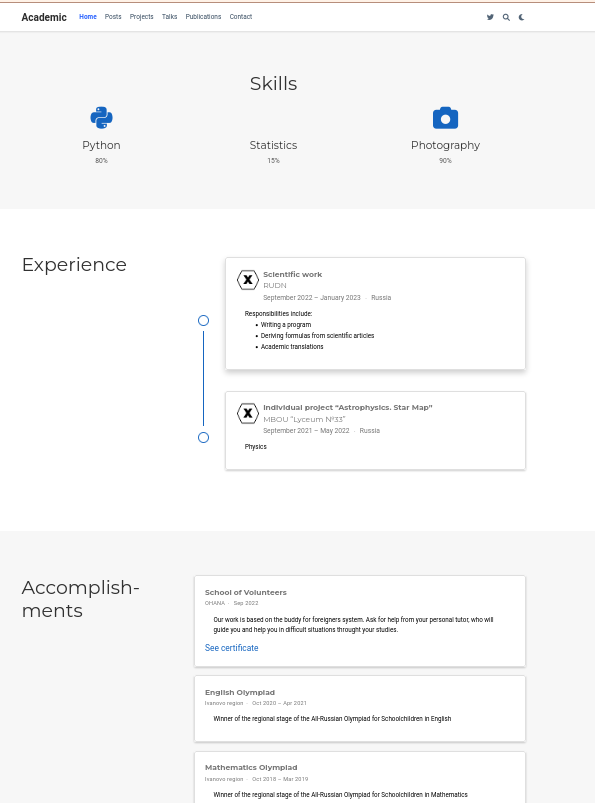 Academic Home Posts Projects Talks Publications Contact
Skills
Python Statistics Photography
80% 15% 90%
Experience
X
Scientific work
RUDN
September 2022 – January 2023 · Russia
Responsibilities include:
• Writing a program
• Deriving formulas from scientific articles
• Academic translations
X
Individual project “Astrophysics. Star Map”
MBOU “Lyceum №33”
September 2021 – May 2022 · Russia
Physics
Accomplish-
ments
School of Volunteers
OHANA · Sep 2022
Our work is based on the buddy for foreigners system. Ask for help from your personal tutor, who will
guide you and help you in difficult situations throught your studies.
See certificate
English Olympiad
Ivanovo region · Oct 2020 – Apr 2021
Winner of the regional stage of the All-Russian Olympiad for Schoolchildren in English
Mathematics Olympiad
Ivanovo region · Oct 2018 – Mar 2019
Winner of the regional stage of the All-Russian Olympiad for Schoolchildren in Mathematics